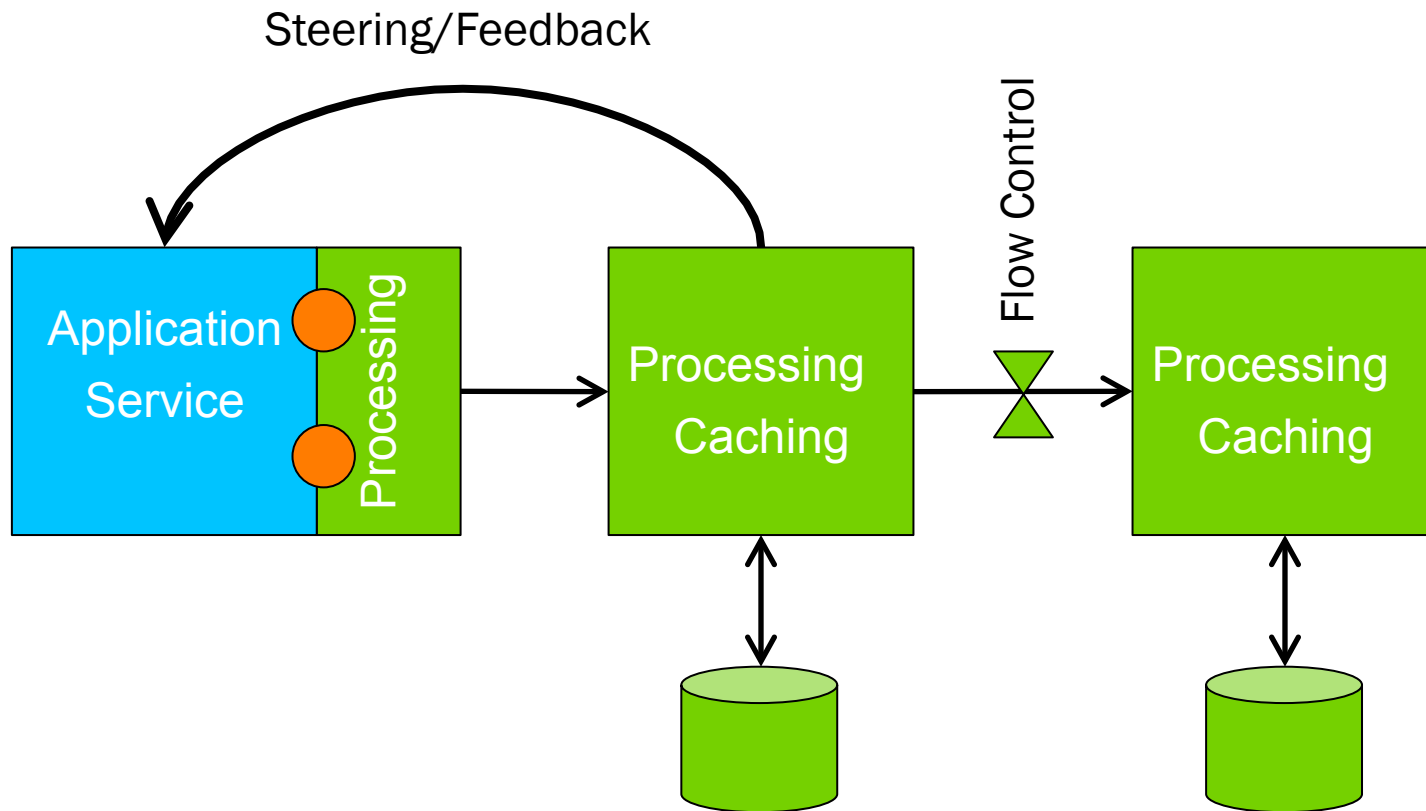 Steering/Feedback
Flow Control
Application
Service
Processing
Processing
Caching
Processing
Caching